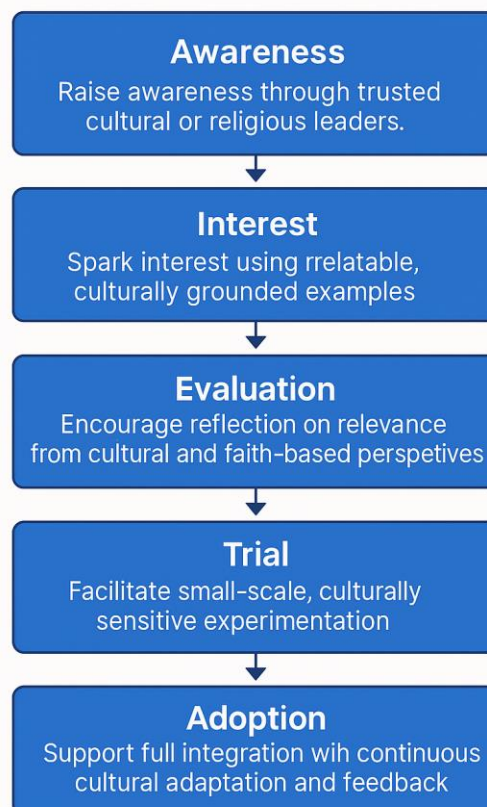 Awareness
Raise awareness through trusted
cultural or religious leaders.
Interest
Spark interest using rrelatable,
culturally grounded examples
Evaluation
Encourage reflection on relevance
from cultural and faith-based perspetives
Trial
Facilitate small-scale, culturally
sensitive experimentation
Adoption
Support full integration wih continuous
cultural adaptation and feedback